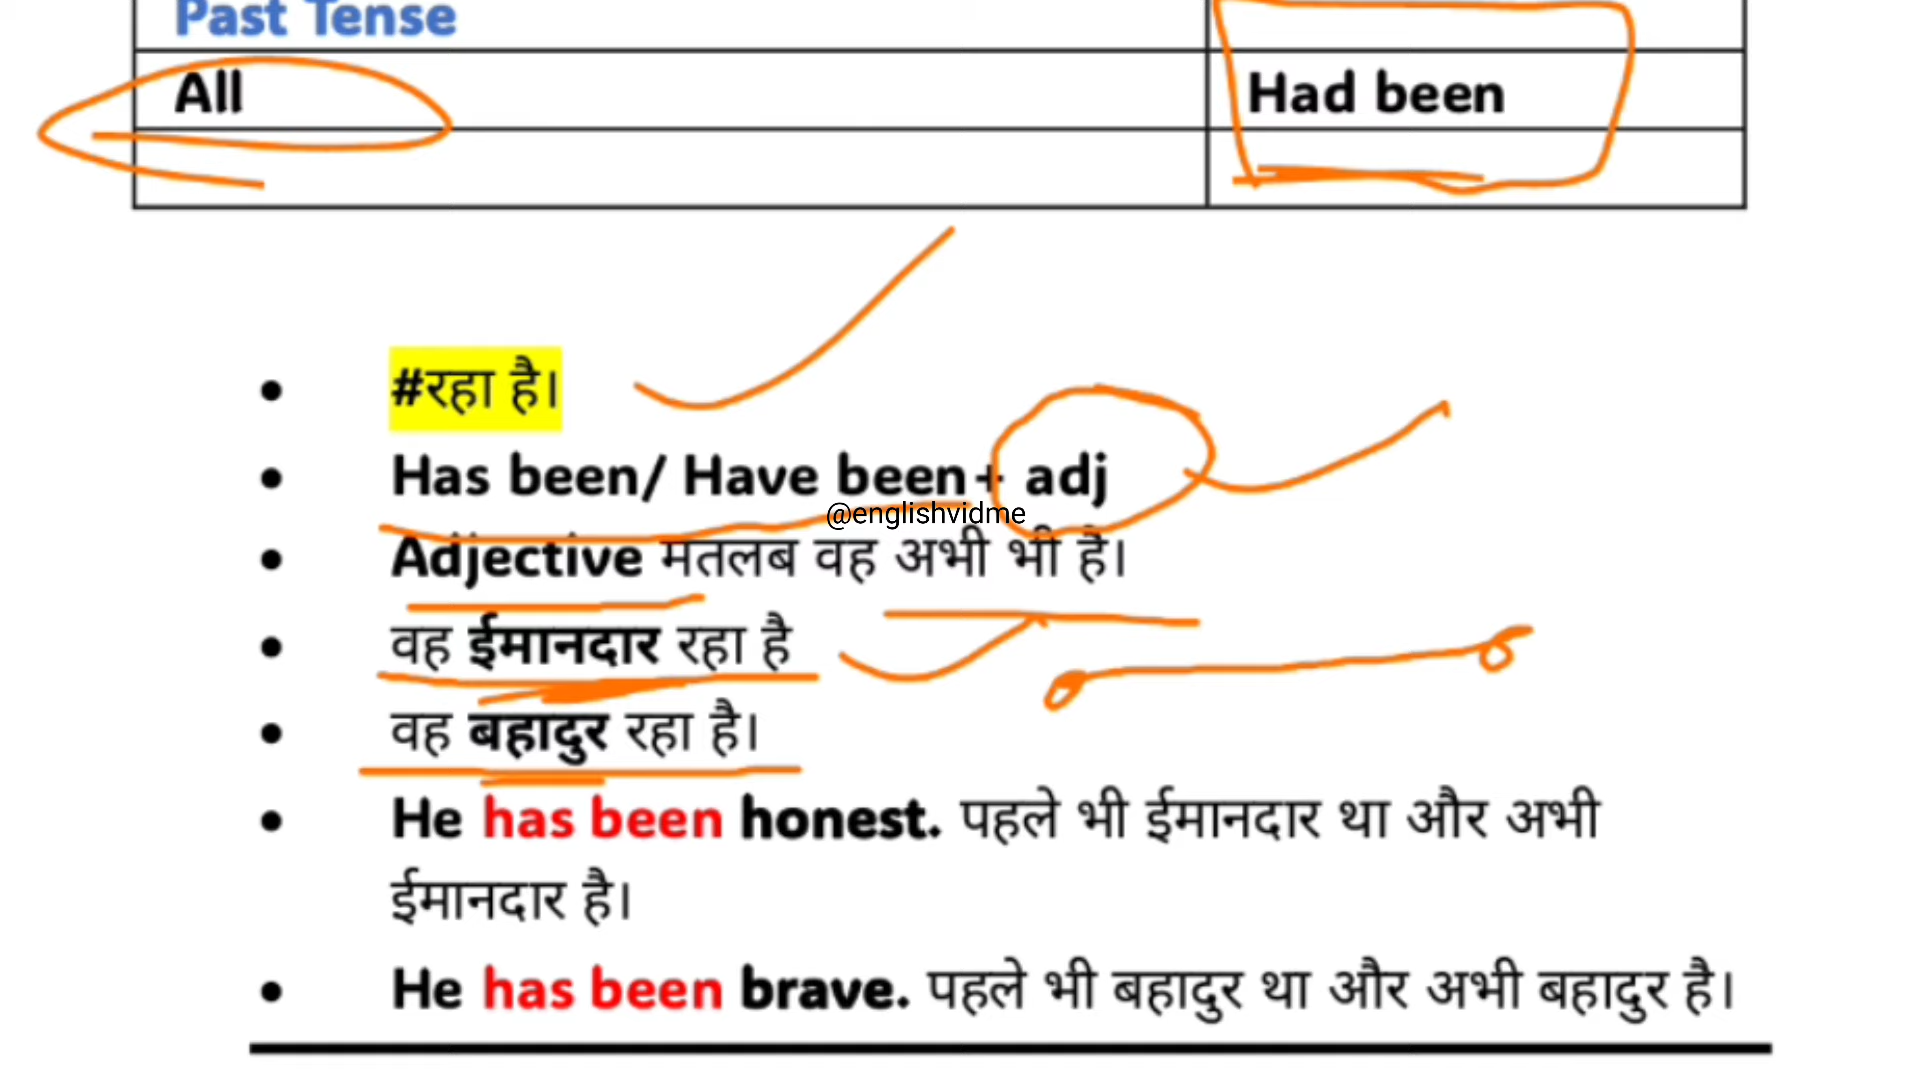 Past Tense
All Had been
#रहा है।
Has been/ Have been+ adj
@englishvidme
Adjective मतलब वह अभी भी है।
वह ईमानदार रहा है
वह बहादुर रहा है।
He has been honest. पहले भी ईमानदार था और अभी
ईमानदार है।
He has been brave. पहले भी बहादुर था और अभी बहादुर है।